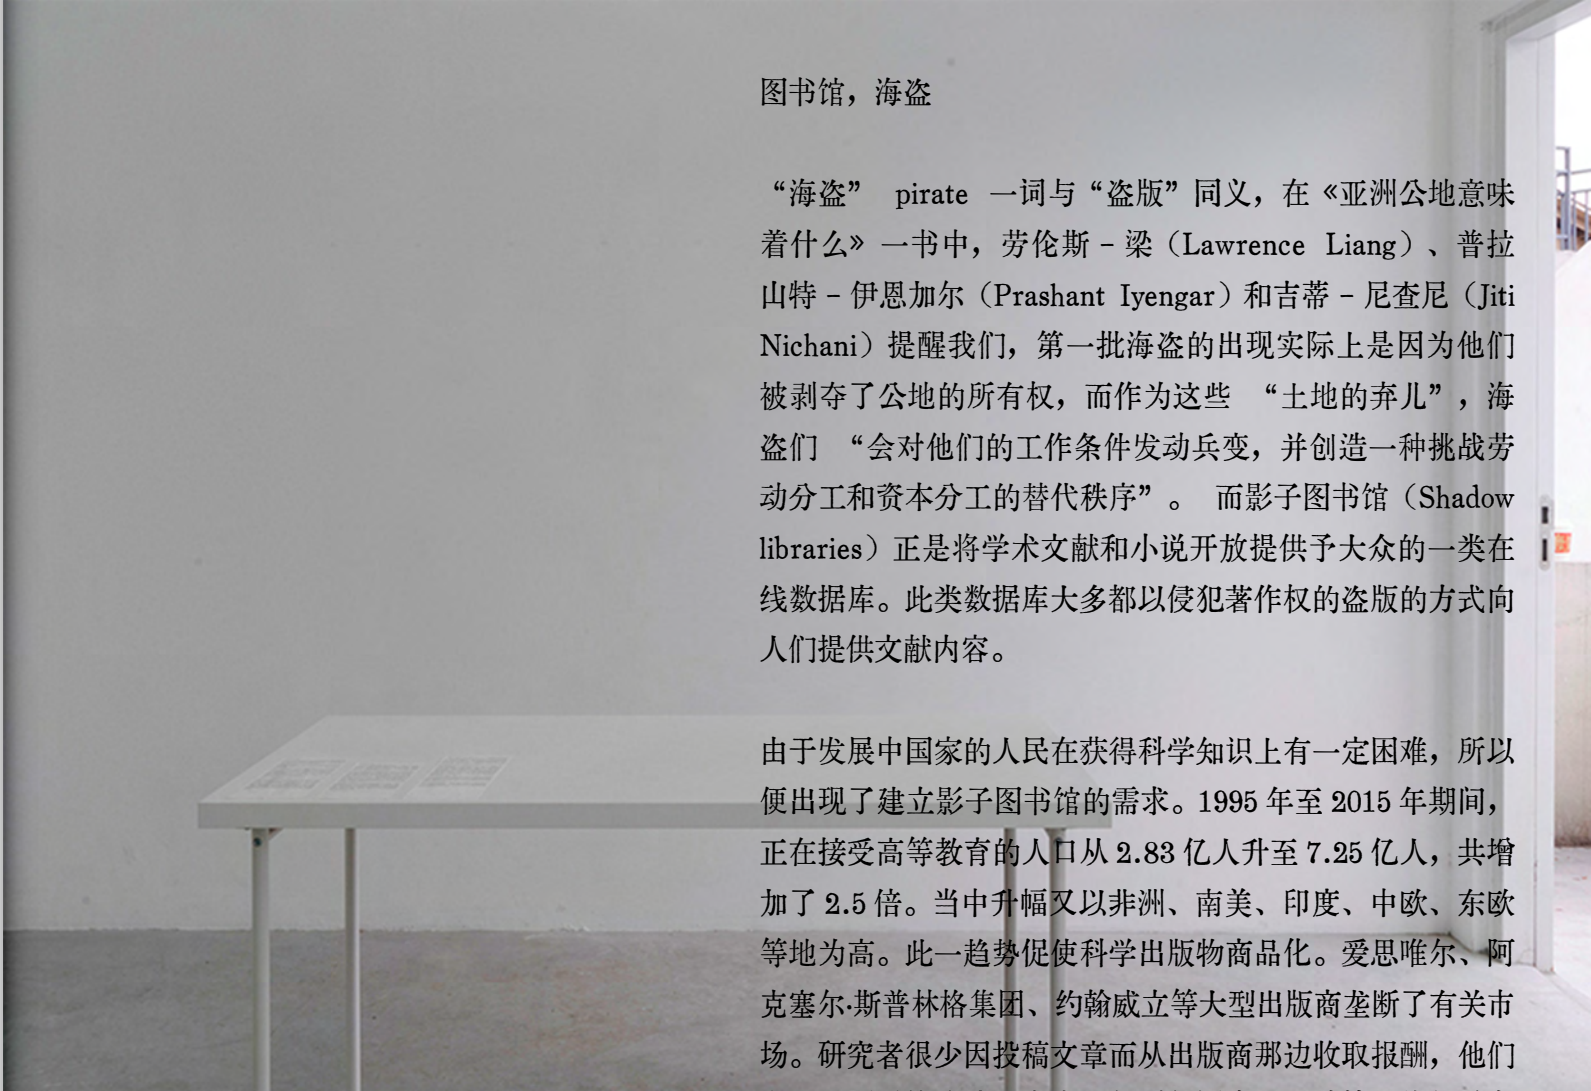 图书馆，海盗
“海盗” pirate 一词与“盗版”同义，在《亚洲公地意味
着什么》一书中，劳伦斯－梁（Lawrence Liang）、普拉
山特－伊恩加尔（Prashant Iyengar）和吉蒂－尼查尼（Jiti
Nichani）提醒我们，第一批海盗的出现实际上是因为他们
被剥夺了公地的所有权，而作为这些 “土地的弃儿”，海
盗们 “会对他们的工作条件发动兵变，并创造一种挑战劳
动分工和资本分工的替代秩序”。 而影子图书馆（Shadow
libraries）正是将学术文献和小说开放提供予大众的一类在
线数据库。此类数据库大多都以侵犯著作权的盗版的方式向
人们提供文献内容。
由于发展中国家的人民在获得科学知识上有一定困难，所以
便出现了建立影子图书馆的需求。1995 年至 2015 年期间，
正在接受高等教育的人口从 2.83 亿人升至 7.25 亿人，共增
加了 2.5 倍。当中升幅又以非洲、南美、印度、中欧、东欧
等地为高。此一趋势促使科学出版物商品化。爱思唯尔、阿
克塞尔·斯普林格集团、约翰威立等大型出版商垄断了有关市
场。研究者很少因投稿文章而从出版商那边收取报酬，他们